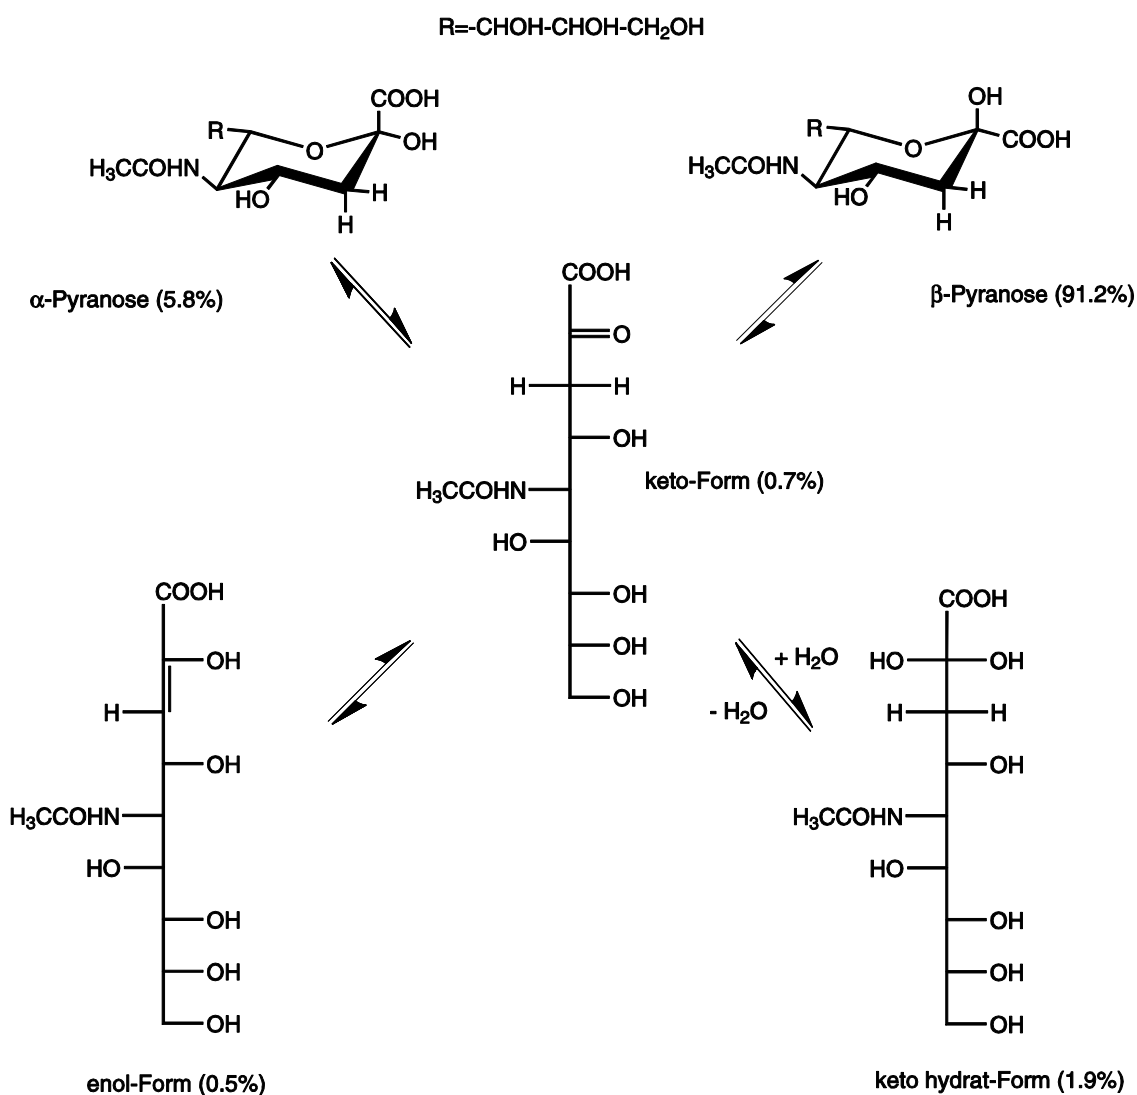 R=-CHOH-CHOH-CH₂OH
COOH
R
O
OH
H₃CCOHN
HO
H
H
α-Pyranose (5.8%)
OH
R
O
COOH
H₃CCOHN
HO
H
H
β-Pyranose (91.2%)
COOH
O
H H
OH
H₃CCOHN
HO
OH
OH
OH
keto-Form (0.7%)
COOH
OH
H
OH
H₃CCOHN
HO
OH
OH
OH
enol-Form (0.5%)
+ H₂O
- H₂O
COOH
HO OH
H H
OH
H₃CCOHN
HO
OH
OH
OH
keto hydrat-Form (1.9%)